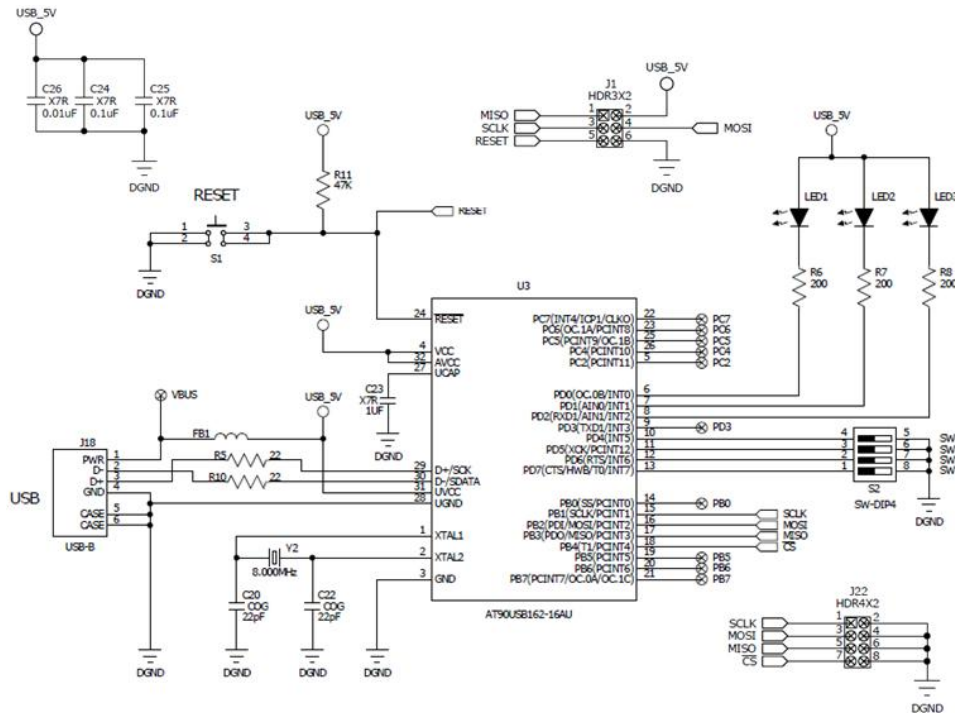 USB_5V
C26
X7R
0.01uF
C24
X7R
0.1uF
C25
X7R
0.1uF
DGND
J1
HDR3X2
USB_5V
MISO 1 2
SCLK 3 4 MOSI
RESET 5 6
DGND
USB_5V
R11
47K
RESET
1 3
2 4
S1
DGND
RESET
USB_5V
LED1 LED2 LED3
R6
200
R7
200
R8
200
U3
24 RESET
USB_5V
4 VCC
32 AVCC
27 UCAP
C23
X7R
1UF
DGND
PC7(INT4/ICP1/CLKO) 22 PC7
PC6(OC.1A/PCINT8) 23 PC6
PC5(PCINT9/OC.1B) 25 PC5
PC4(PCINT10) 26 PC4
PC2(PCINT11) 5 PC2
PD0(OC.0B/INT0) 6
PD1(AIN0/INT1) 7
PD2(RXD1/AIN1/INT2) 8
PD3(TXD1/INT3) 9 PD3
PD4(INT5) 10
PD5(XCK/PCINT12) 11
PD6(RTS/INT6) 12
PD7(CTS/HWB/T0/INT7) 13
4 5
3 6 SW
2 7 SW
1 8 SW
S2
SW-DIP4
DGND
VBUS
USB_5V
FB1
J18
USB
PWR 1
D- 2
D+ 3
GND 4
CASE 5
CASE 6
USB-B
R5 22
R10 22
29 D+/SCK
30 D-/SDATA
31 UVCC
28 UGND
1 XTAL1
2 XTAL2
3 GND
Y2
8.000MHz
C20
COG
22pF
C22
COG
22pF
DGND DGND DGND DGND
PB0(SS/PCINT0) 14 PB0
PB1(SCLK/PCINT1) 15 SCLK
PB2(PDI/MOSI/PCINT2) 16 MOSI
PB3(PDO/MISO/PCINT3) 17 MISO
PB4(T1/PCINT4) 18 CS
PB5(PCINT5) 19 PB5
PB6(PCINT6) 20 PB6
PB7(PCINT7/OC.0A/OC.1C) 21 PB7
AT90USB162-16AU
J22
HDR4X2
SCLK 1 2
MOSI 3 4
MISO 5 6
CS 7 8
DGND